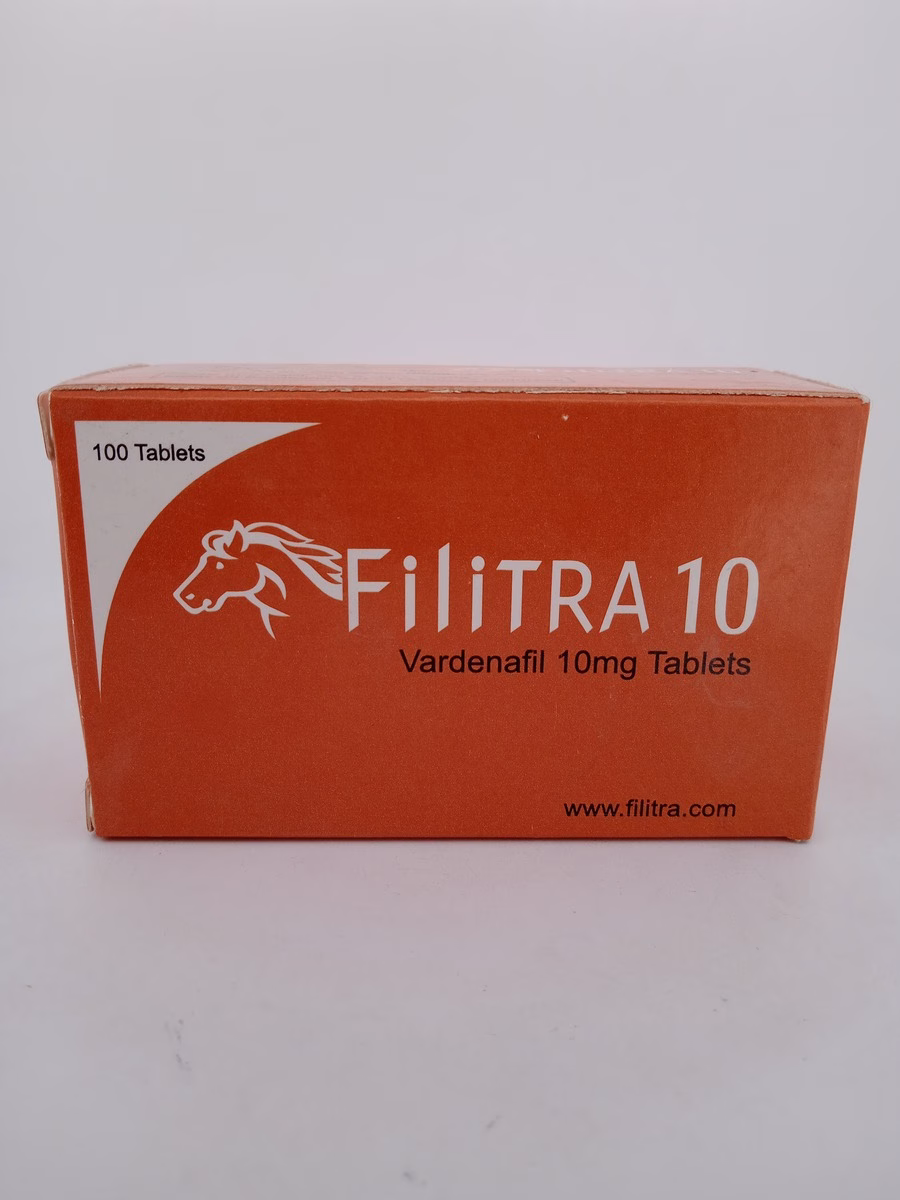 100 Tablets
FiliTRA 10
Vardenafil 10mg Tablets
www.filitra.com